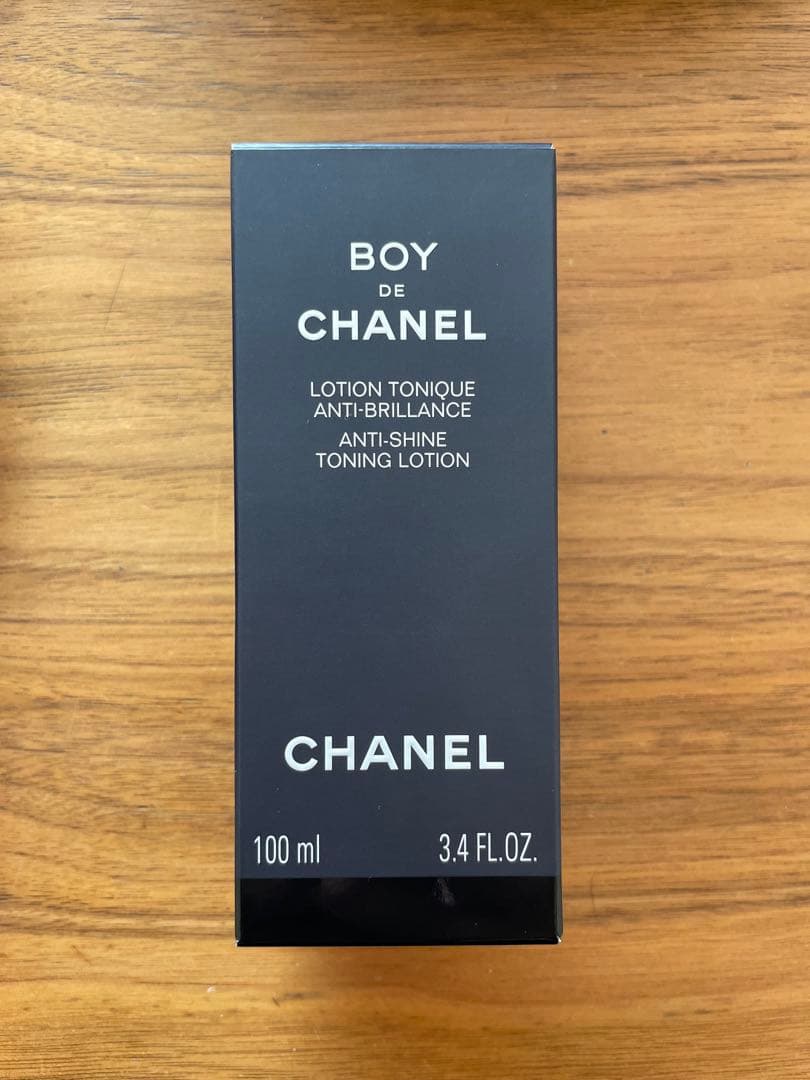 BOY
DE
CHANEL
LOTION TONIQUE
ANTI-BRILLANCE
ANTI-SHINE
TONING LOTION
CHANEL
100 ml 3.4 FL.OZ.